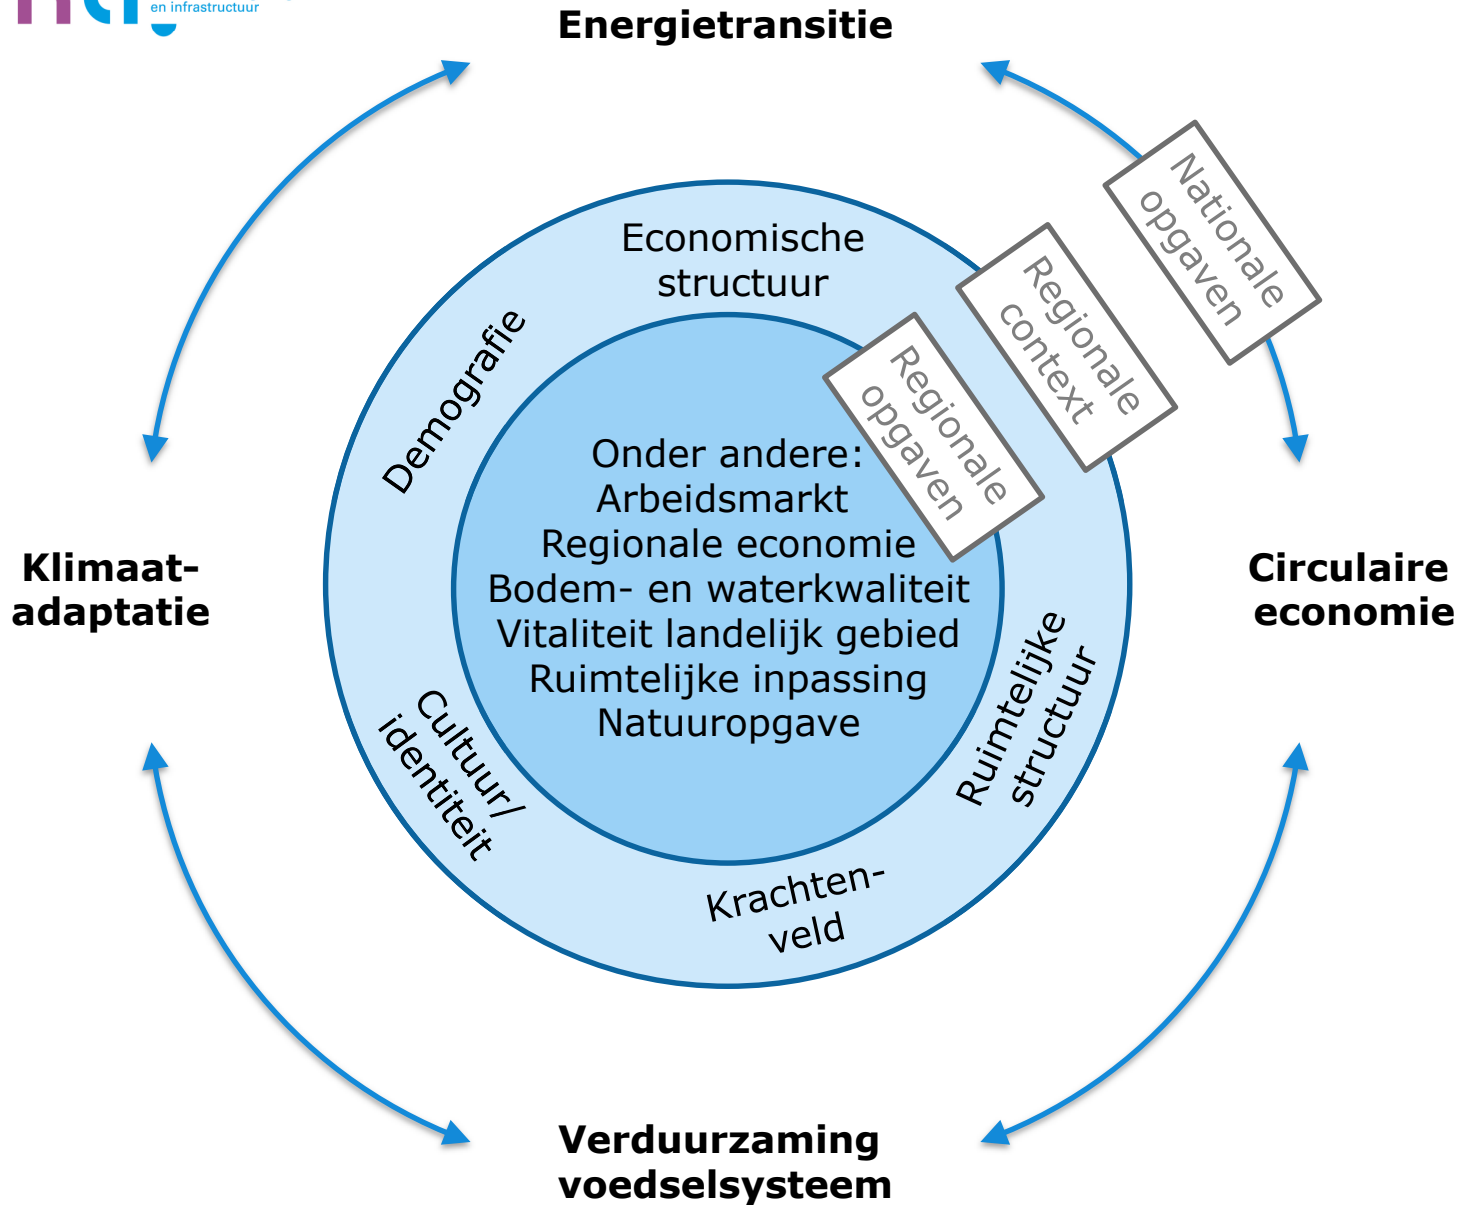 en infrastructuur
Energietransitie
Nationale
opgaven
Regionale
context
Regionale
opgaven
Economische
structuur
Demografie
Onder andere:
Arbeidsmarkt
Regionale economie
Bodem- en waterkwaliteit
Vitaliteit landelijk gebied
Ruimtelijke inpassing
Natuuropgave
Klimaat-
adaptatie
Circulaire
economie
Cultuur/
identiteit
Ruimtelijke
structuur
Krachten-
veld
Verduurzaming
voedselsysteem